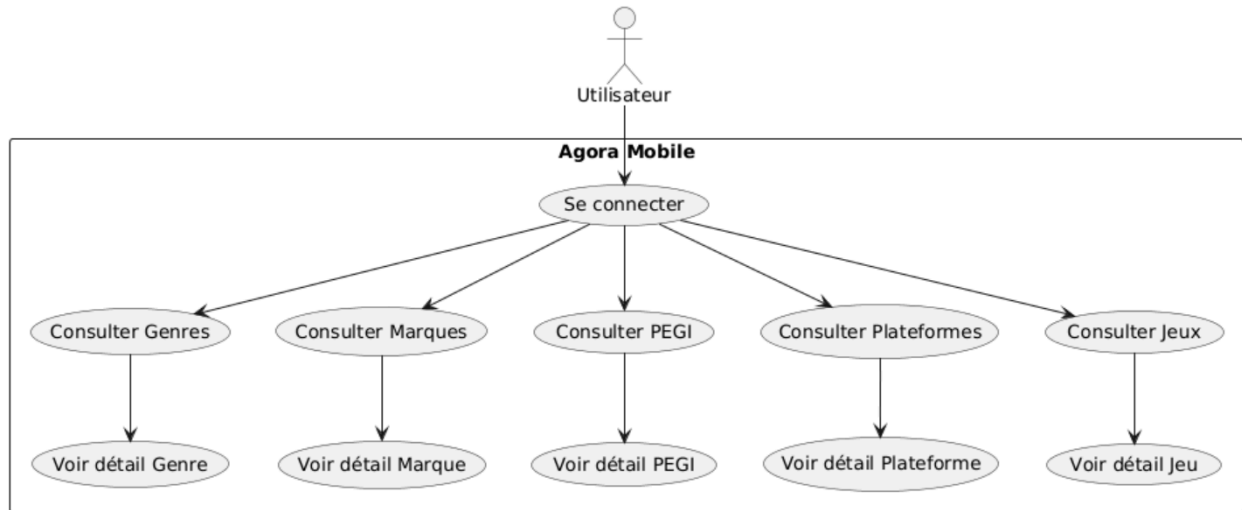 Utilisateur
Agora Mobile
Se connecter
Consulter Genres
Consulter Marques
Consulter PEGI
Consulter Plateformes
Consulter Jeux
Voir détail Genre
Voir détail Marque
Voir détail PEGI
Voir détail Plateforme
Voir détail Jeu